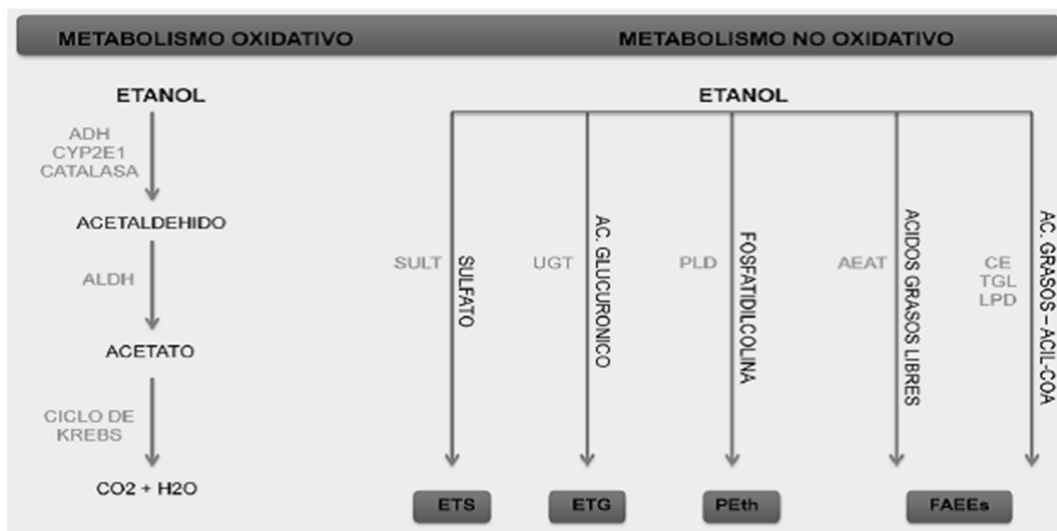 METABOLISMO OXIDATIVO
METABOLISMO NO OXIDATIVO
ETANOL
ADH
CYP2E1
CATALASA
ACETALDEHIDO
ALDH
ACETATO
CICLO DE
KREBS
CO2 + H2O
ETANOL
SULT
SULFATO
UGT
AC. GLUCURONICO
PLD
FOSFATIDILCOLINA
AEAT
ACIDOS GRASOS LIBRES
CE
TGL
LPD
AC. GRASOS – ACIL-COA
ETS
ETG
PEth
FAEEs